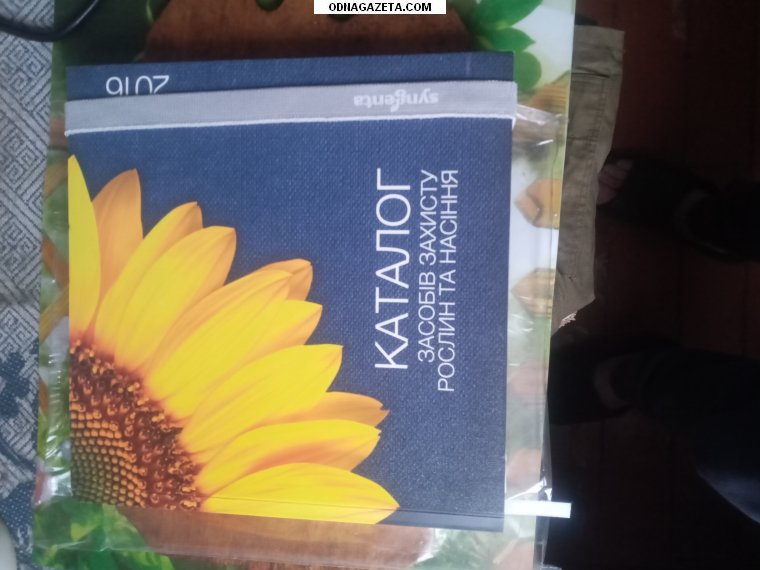 ODNAGAZETA.COM
2016
syngenta
КАТАЛОГ
ЗАСОБІВ ЗАХИСТУ
РОСЛИН ТА НАСІННЯ